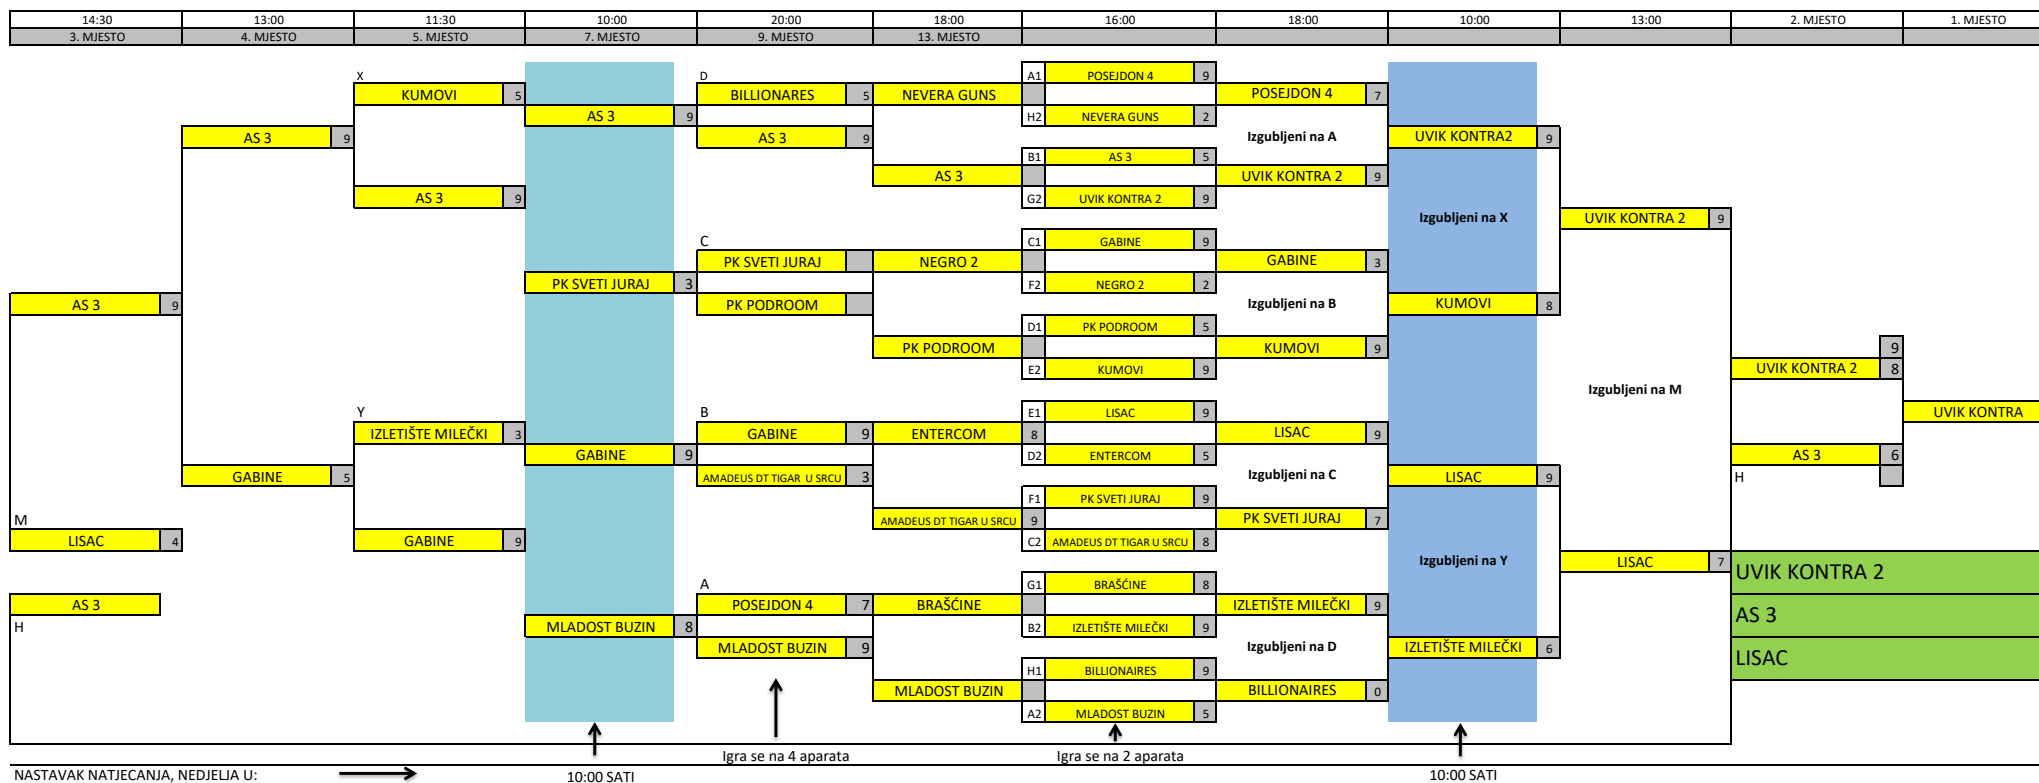 14:30 13:00 11:30 10:00 20:00 18:00 16:00 18:00 10:00 13:00 2. MJESTO 1. MJESTO
3. MJESTO 4. MJESTO 5. MJESTO 7. MJESTO 9. MJESTO 13. MJESTO
X D A1 POSEJDON 4 9
KUMOVI 5 BILLIONARES 5 NEVERA GUNS POSEJDON 4 7
AS 3 9 H2 NEVERA GUNS 2
AS 3 9 AS 3 9 Izgubljeni na A UVIK KONTRA2 9
B1 AS 3 5
AS 3 UVIK KONTRA 2 9
AS 3 9 G2 UVIK KONTRA 2 9
Izgubljeni na X UVIK KONTRA 2 9
C C1 GABINE 9
PK SVETI JURAJ NEGRO 2 GABINE 3
PK SVETI JURAJ 3 F2 NEGRO 2 2
AS 3 9 PK PODROOM Izgubljeni na B KUMOVI 8
D1 PK PODROOM 5
PK PODROOM KUMOVI 9 9
E2 KUMOVI 9 UVIK KONTRA 2 8
Izgubljeni na M
Y B E1 LISAC 9 UVIK KONTRA
IZLETIŠTE MILEČKI 3 GABINE 9 ENTERCOM 8 LISAC 9
GABINE 9 D2 ENTERCOM 5 AS 3 6
GABINE 5 AMADEUS DT TIGAR U SRCU 3 Izgubljeni na C LISAC 9 H
F1 PK SVETI JURAJ 9
M AMADEUS DT TIGAR U SRCU 9 PK SVETI JURAJ 7
LISAC 4 GABINE 9 C2 AMADEUS DT TIGAR U SRCU 8
Izgubljeni na Y LISAC 7 UVIK KONTRA 2
A G1 BRAŠĆINE 8
AS 3 POSEJDON 4 7 BRAŠĆINE IZLETIŠTE MILEČKI 9 AS 3
H MLADOST BUZIN 8 B2 IZLETIŠTE MILEČKI 9
MLADOST BUZIN 9 Izgubljeni na D IZLETIŠTE MILEČKI 6 LISAC
H1 BILLIONAIRES 9
MLADOST BUZIN BILLIONAIRES 0
A2 MLADOST BUZIN 5
Igra se na 4 aparata Igra se na 2 aparata
NASTAVAK NATJECANJA, NEDJELJA U: 10:00 SATI 10:00 SATI